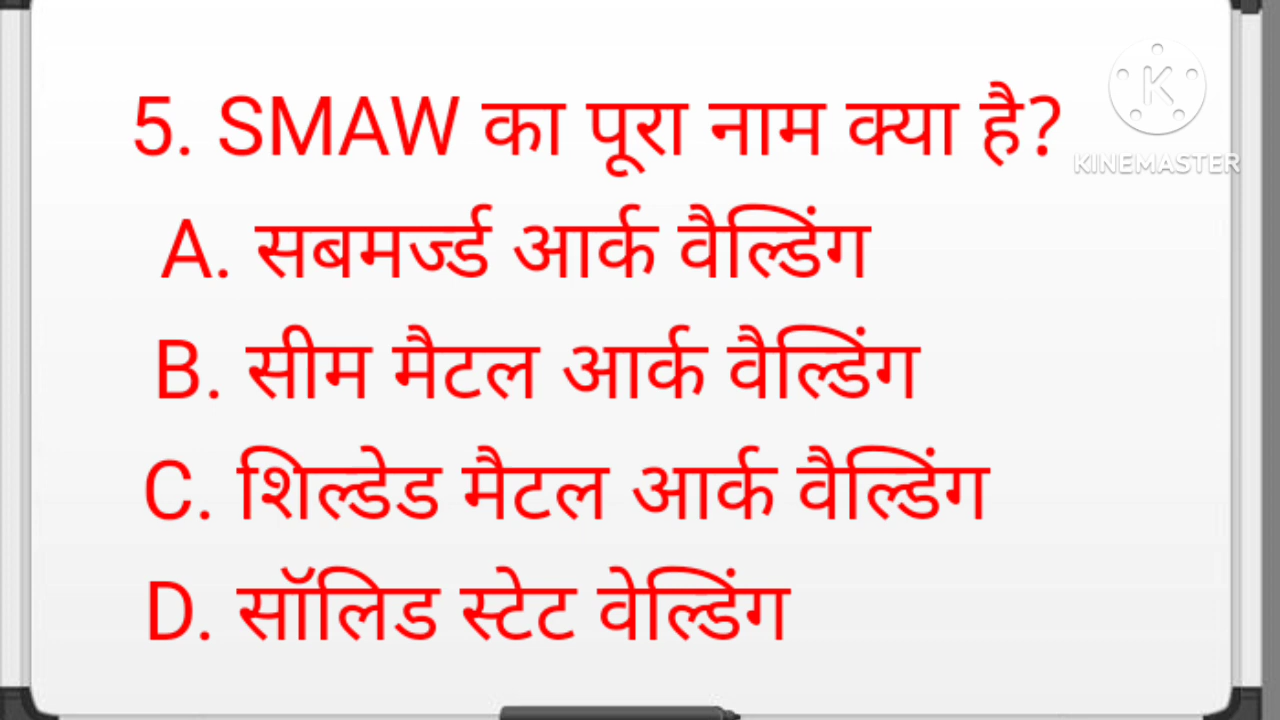 5. SMAW का पूरा नाम क्या है?
KINEMASTER
A. सबमर्ज्ड आर्क वैल्डिंग
B. सीम मैटल आर्क वैल्डिंग
C. शिल्डेड मैटल आर्क वैल्डिंग
D. सॉलिड स्टेट वेल्डिंग